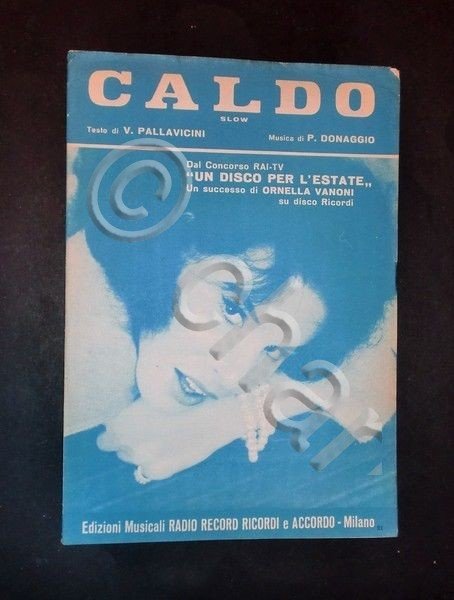 CALDO
SLOW
Testo di V. PALLAVICINI
Musica di P. DONAGGIO
Dal Concorso RAI-TV
"UN DISCO PER L'ESTATE„
Un successo di ORNELLA VANONI
su disco Ricordi
©
Edizioni Musicali RADIO RECORD RICORDI e ACCORDO - Milano